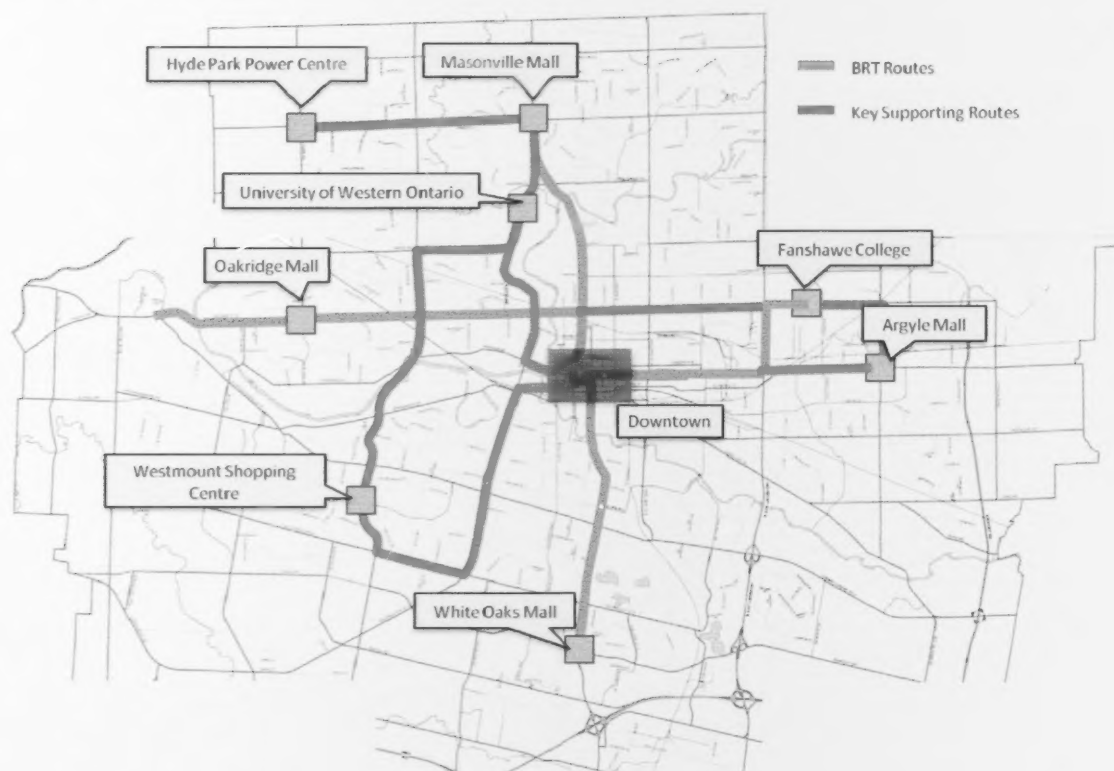 Hyde Park Power Centre
Masonville Mall
BRT Routes
Key Supporting Routes
University of Western Ontario
Oakridge Mall
Fanshawe College
Argyle Mall
Downtown
Westmount Shopping
Centre
White Oaks Mall